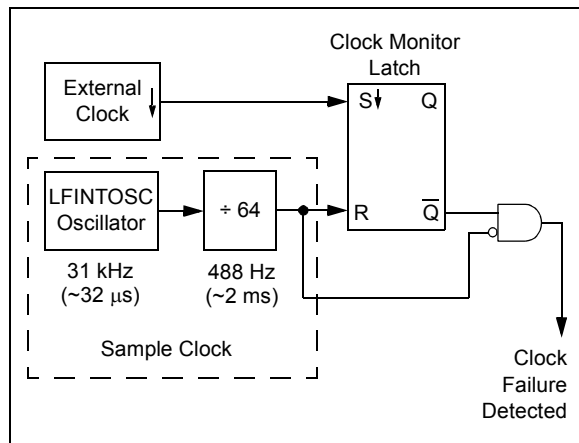 Clock Monitor
Latch
External
Clock
S
Q
LFINTOSC
Oscillator
÷ 64
R
Q̅
31 kHz
(~32 μs)
488 Hz
(~2 ms)
Sample Clock
Clock
Failure
Detected